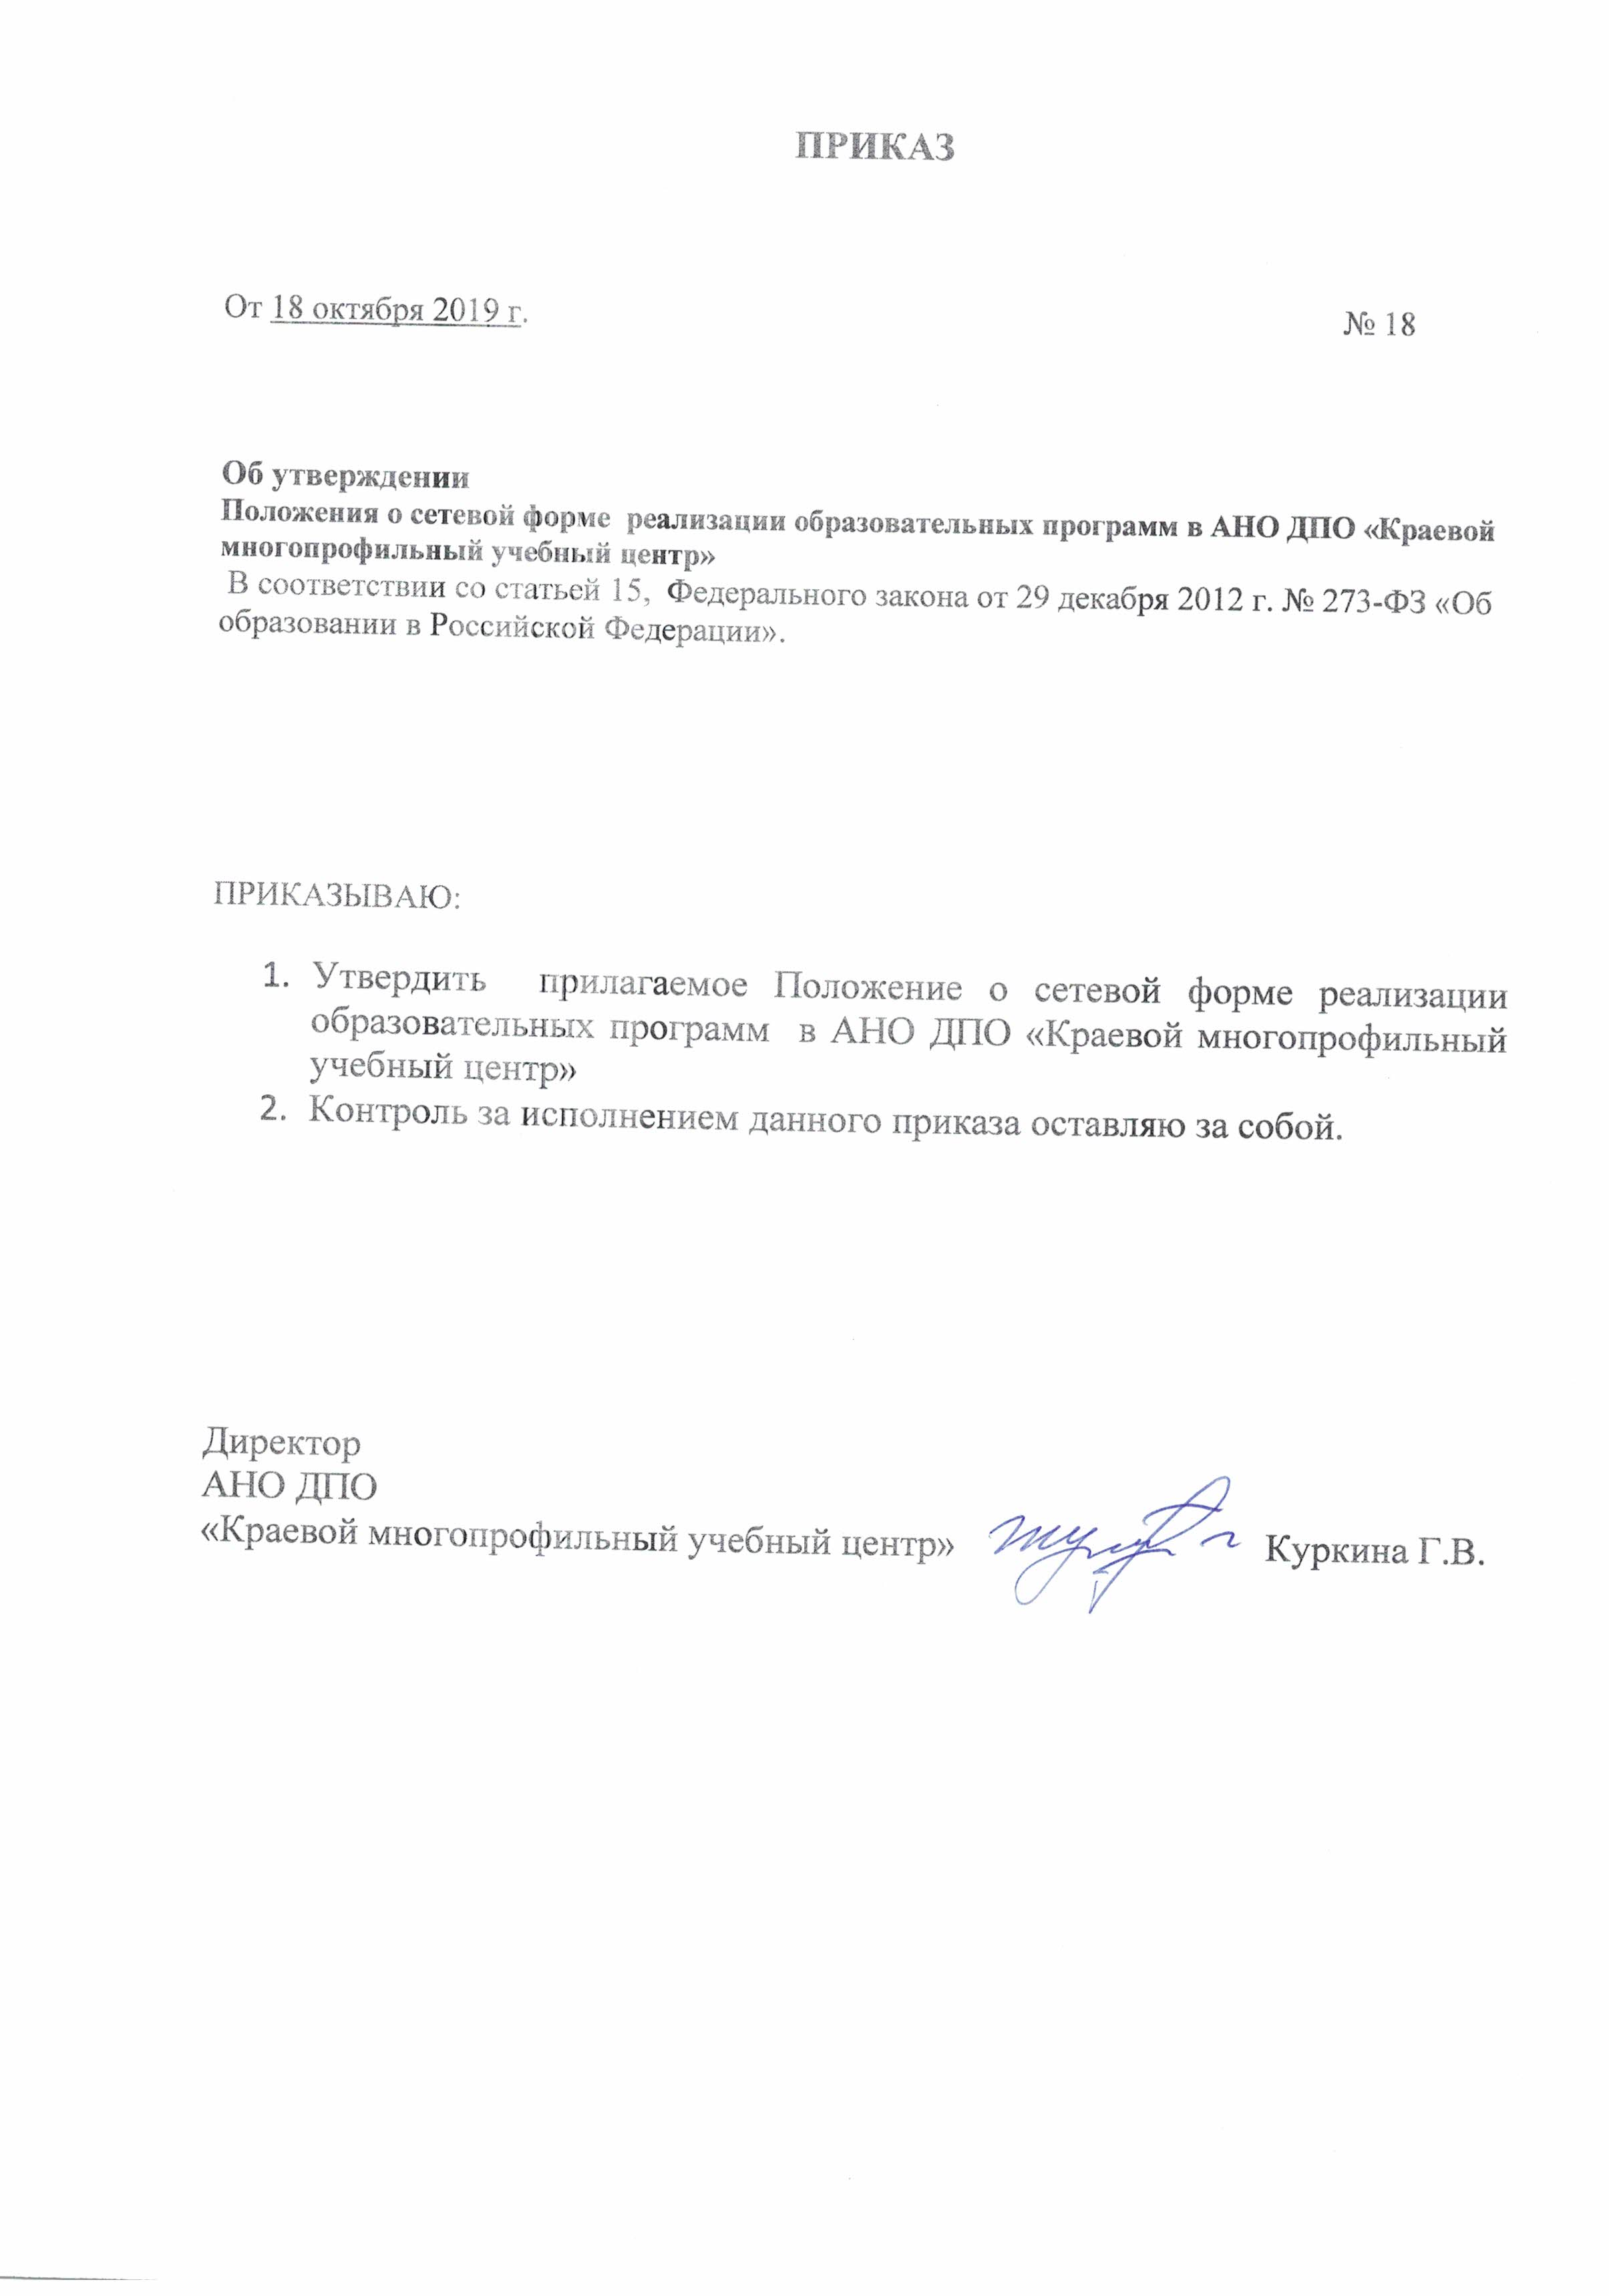 ПРИКАЗ
От 18 октября 2019 г.
№ 18
Об утверждении
Положения о сетевой форме реализации образовательных программ в АНО ДПО «Краевой
многопрофильный учебный центр»
В соответствии со статьей 15, Федерального закона от 29 декабря 2012 г. № 273-ФЗ «Об
образовании в Российской Федерации».
ПРИКАЗЫВАЮ:
1. Утвердить прилагаемое Положение о сетевой форме реализации
образовательных программ в АНО ДПО «Краевой многопрофильный
учебный центр»
2. Контроль за исполнением данного приказа оставляю за собой.
Директор
АНО ДПО
«Краевой многопрофильный учебный центр» Куркина Г.В.